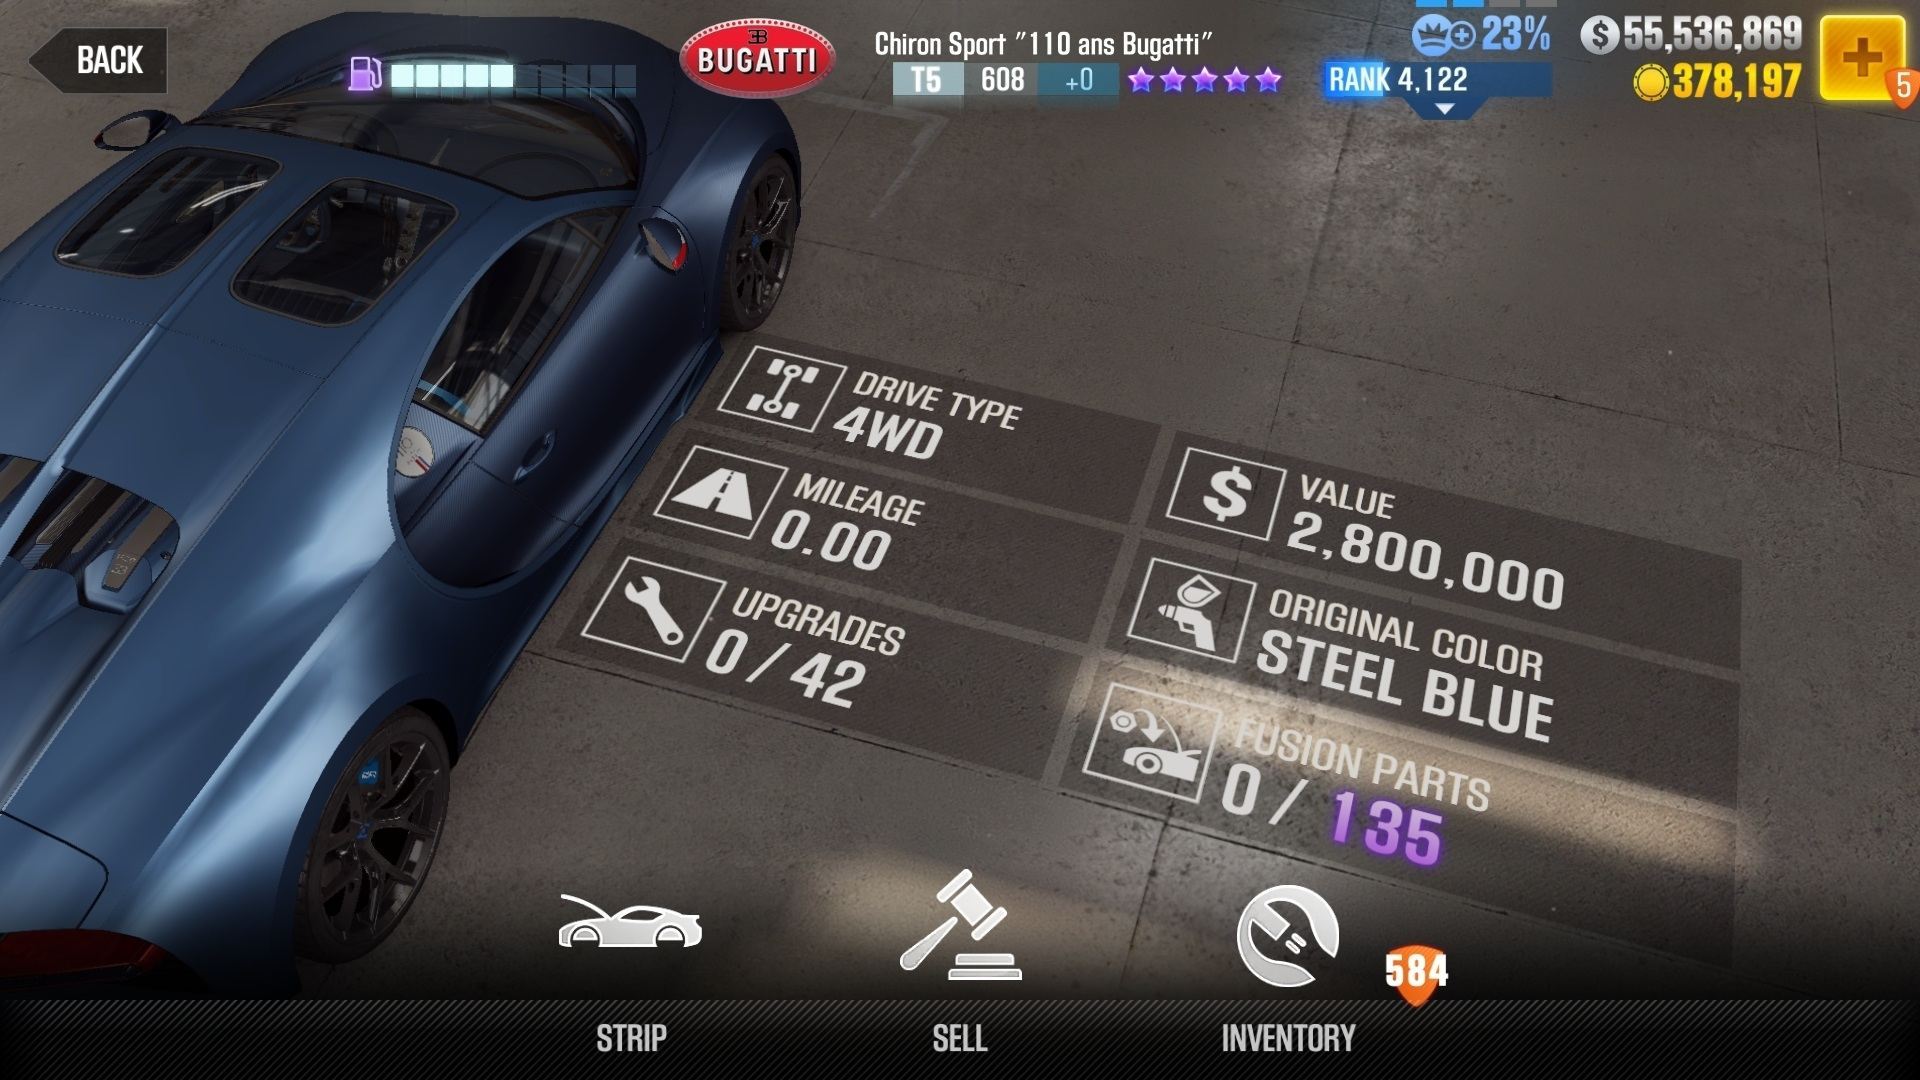 BACK
BUGATTI
Chiron Sport "110 ans Bugatti"
T5 608 +0
23%
RANK 4,122
55,536,869
378,197
5
DRIVE TYPE
4WD
MILEAGE
0.00
UPGRADES
0/42
VALUE
2,800,000
ORIGINAL COLOR
STEEL BLUE
FUSION PARTS
0/135
584
STRIP
SELL
INVENTORY